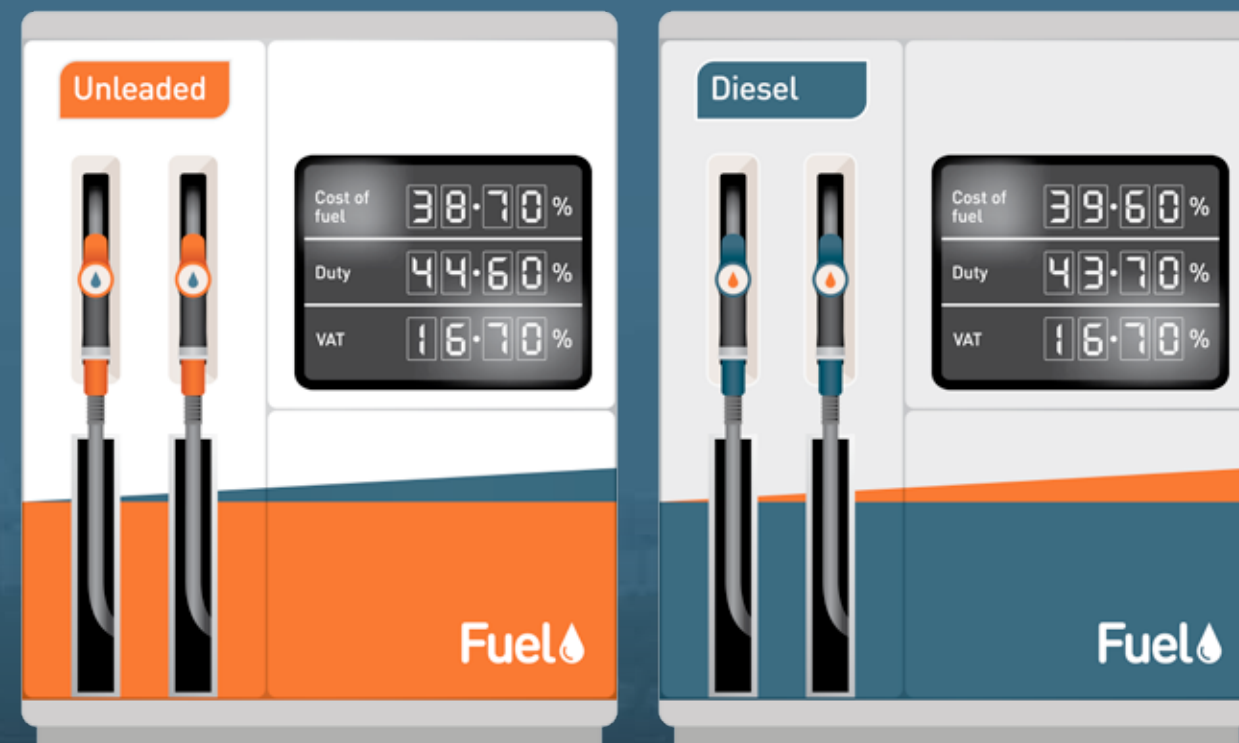 Unleaded
Cost of
fuel
38.70%
Duty
44.60%
VAT
16.70%
Fuel
Diesel
Cost of
fuel
39.60%
Duty
43.70%
VAT
16.70%
Fuel